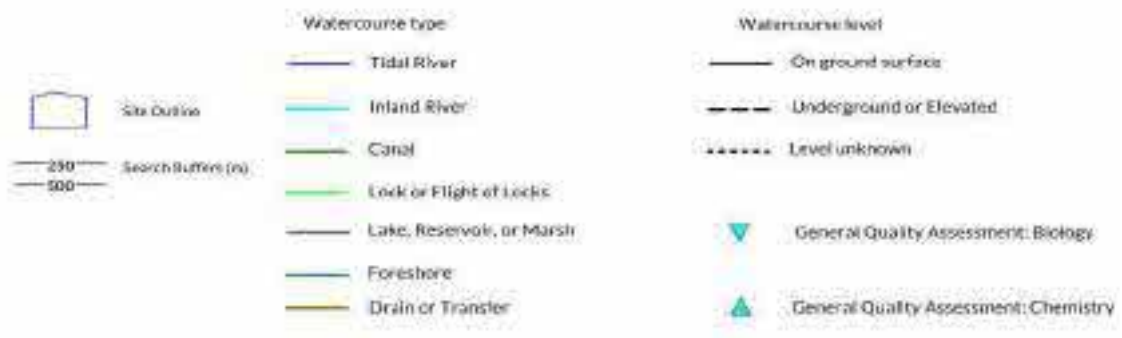 Site Outline
250
500
Search Buffers (m)
Watercourse type
Tidal River
Inland River
Canal
Lock or Flight of Locks
Lake, Reservoir, or Marsh
Foreshore
Drain or Transfer
Watercourse level
On ground surface
Underground or Elevated
Level unknown
General Quality Assessment: Biology
General Quality Assessment: Chemistry